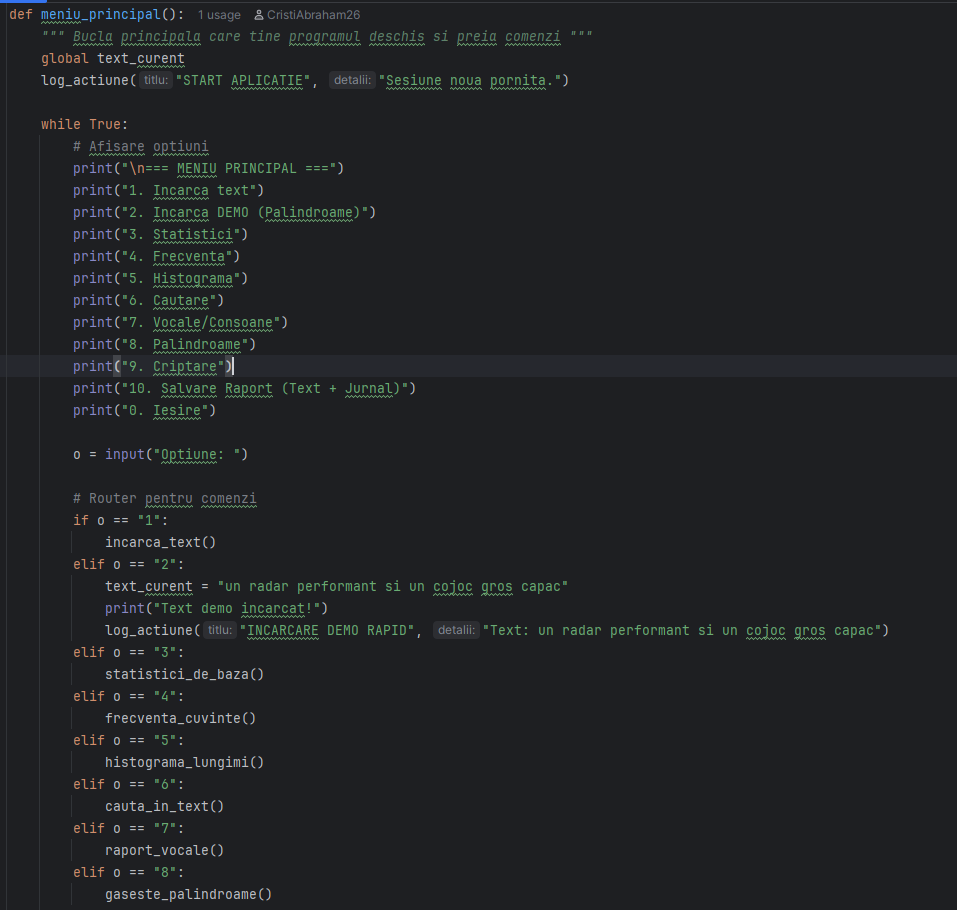 def meniu_principal():  1 usage  CristiAbraham26
    """ Bucla principala care tine programul deschis si preia comenzi """
    global text_curent
    log_actiune( titlu: "START APLICATIE",  detalii: "Sesiune noua pornita.")

    while True:
        # Afisare optiuni
        print("\n=== MENIU PRINCIPAL ===")
        print("1. Incarca text")
        print("2. Incarca DEMO (Palindroame)")
        print("3. Statistici")
        print("4. Frecventa")
        print("5. Histograma")
        print("6. Cautare")
        print("7. Vocale/Consoane")
        print("8. Palindroame")
        print("9. Criptare")
        print("10. Salvare Raport (Text + Jurnal)")
        print("0. Iesire")

        o = input("Optiune: ")

        # Router pentru comenzi
        if o == "1":
            incarca_text()
        elif o == "2":
            text_curent = "un radar performant si un cojoc gros capac"
            print("Text demo incarcat!")
            log_actiune( titlu: "INCARCARE DEMO RAPID",  detalii: "Text: un radar performant si un cojoc gros capac")
        elif o == "3":
            statistici_de_baza()
        elif o == "4":
            frecventa_cuvinte()
        elif o == "5":
            histograma_lungimi()
        elif o == "6":
            cauta_in_text()
        elif o == "7":
            raport_vocale()
        elif o == "8":
            gaseste_palindroame()